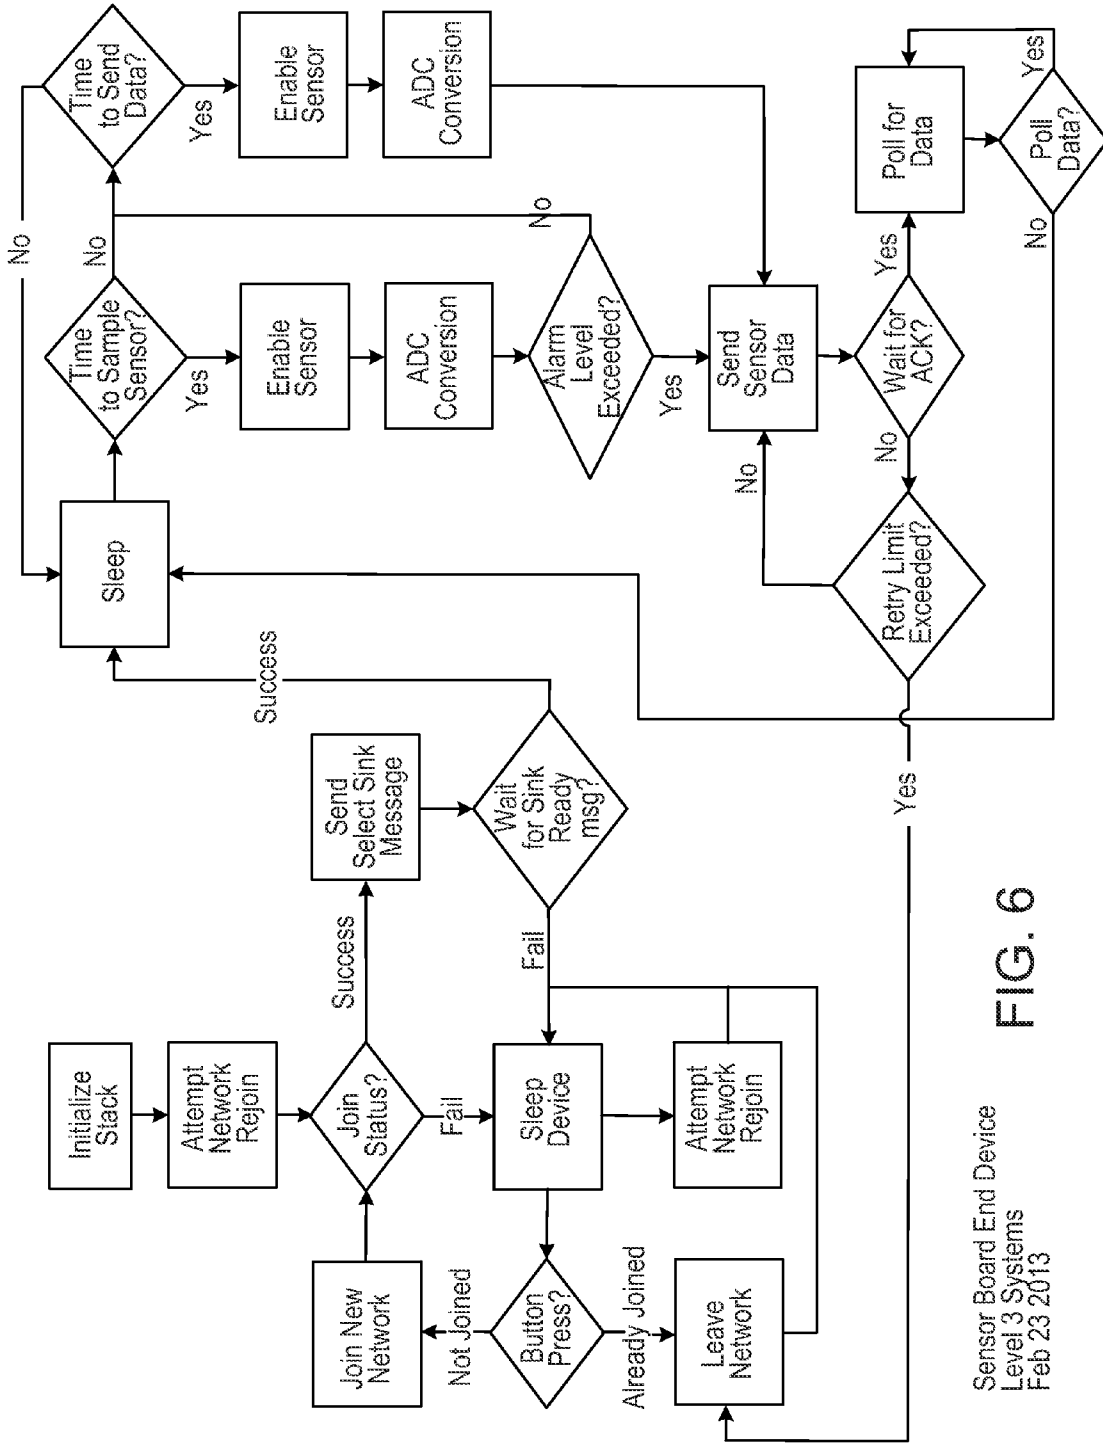 Initialize
Stack
Attempt
Network
Rejoin
Join New
Network
Join
Status?
Success
Send
Select Sink
Message
Fail
Not Joined
Button
Press?
Already Joined
Sleep
Device
Fail
Wait
for Sink
Ready
msg?
Success
Leave
Network
Attempt
Network
Rejoin
Sleep
No
Time
to Sample
Sensor?
No
Time
to Send
Data?
Yes
Yes
Enable
Sensor
Enable
Sensor
ADC
Conversion
ADC
Conversion
Alarm
Level
Exceeded?
No
Yes
Send
Sensor
Data
No
Wait for
ACK?
No
Yes
Retry Limit
Exceeded?
Yes
Poll for
Data
Poll
Data?
No
Yes
Sensor Board End Device
Level 3 Systems
Feb 23 2013
FIG. 6